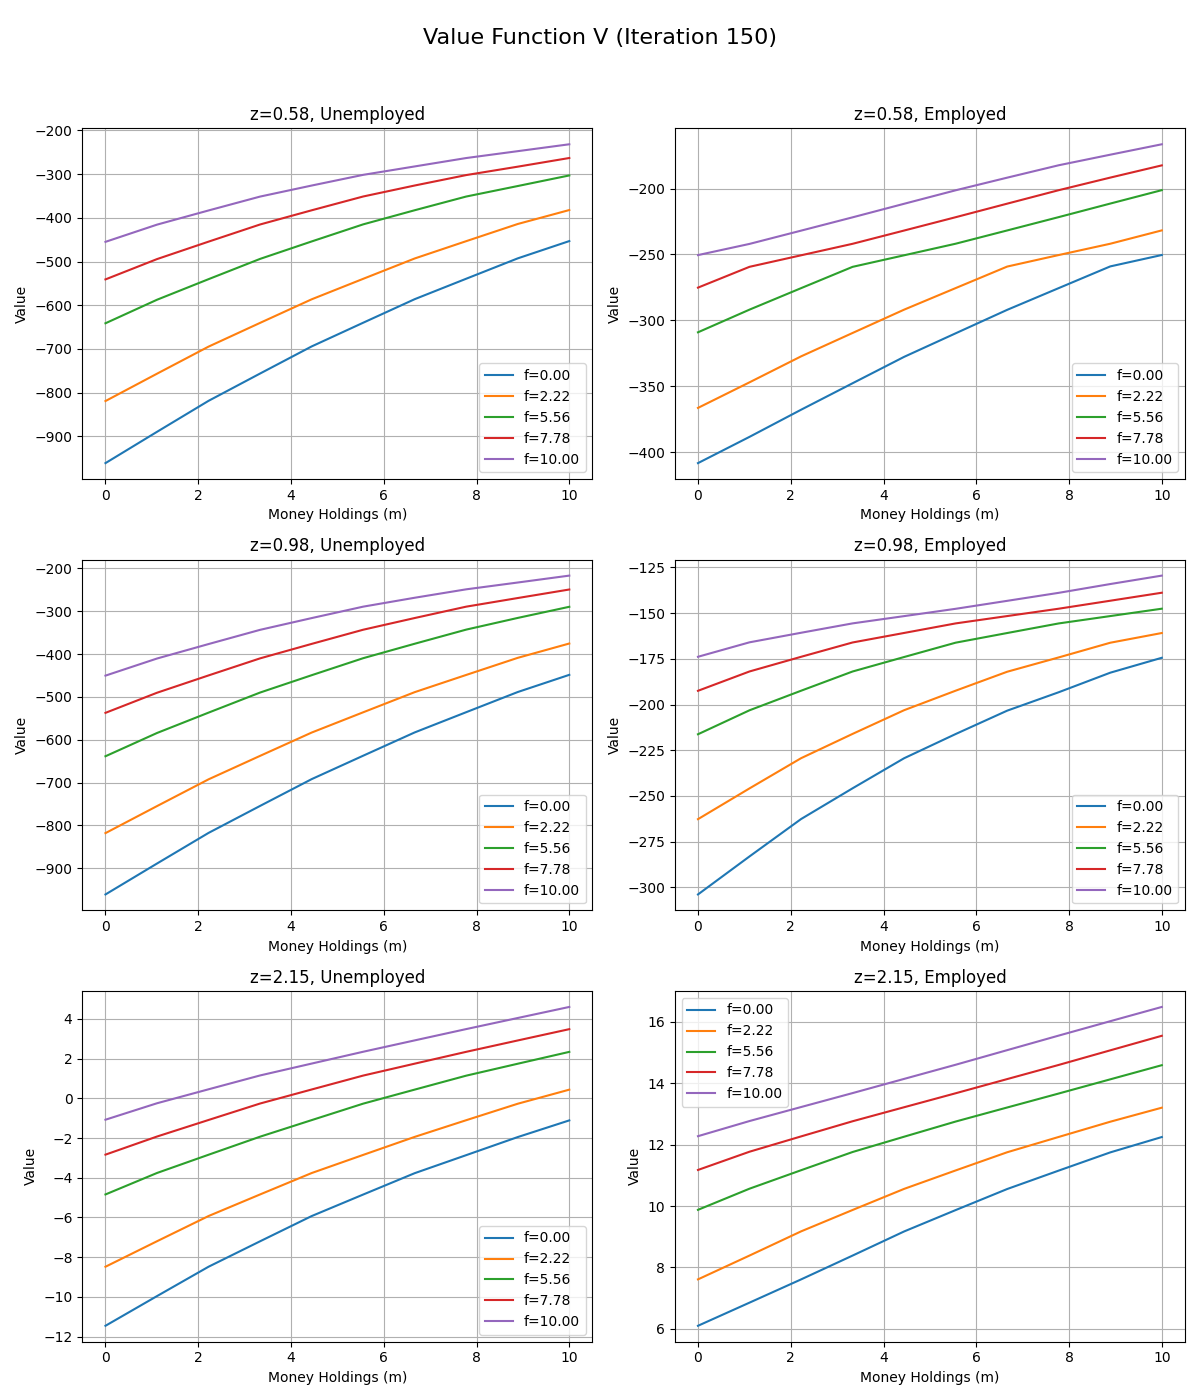 Value Function V (Iteration 150)
z=0.58, Unemployed
−200
−300
−400
−500
−600
−700
−800
−900
Value
0 2 4 6 8 10
Money Holdings (m)
f=0.00
f=2.22
f=5.56
f=7.78
f=10.00
z=0.58, Employed
−200
−250
−300
−350
−400
Value
0 2 4 6 8 10
Money Holdings (m)
f=0.00
f=2.22
f=5.56
f=7.78
f=10.00
z=0.98, Unemployed
−200
−300
−400
−500
−600
−700
−800
−900
Value
0 2 4 6 8 10
Money Holdings (m)
f=0.00
f=2.22
f=5.56
f=7.78
f=10.00
z=0.98, Employed
−125
−150
−175
−200
−225
−250
−275
−300
Value
0 2 4 6 8 10
Money Holdings (m)
f=0.00
f=2.22
f=5.56
f=7.78
f=10.00
z=2.15, Unemployed
4
2
0
−2
−4
−6
−8
−10
−12
Value
0 2 4 6 8 10
Money Holdings (m)
f=0.00
f=2.22
f=5.56
f=7.78
f=10.00
z=2.15, Employed
16
14
12
10
8
6
Value
0 2 4 6 8 10
Money Holdings (m)
f=0.00
f=2.22
f=5.56
f=7.78
f=10.00